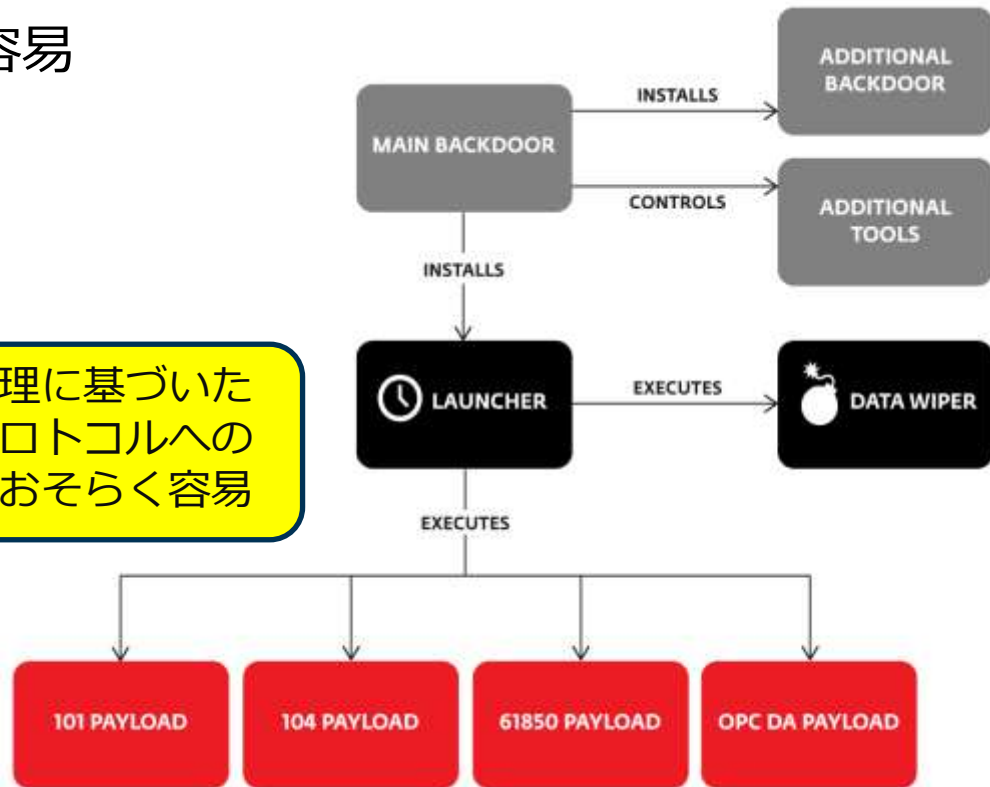 容易
ADDITIONAL
BACKDOOR
INSTALLS
MAIN BACKDOOR
CONTROLS
ADDITIONAL
TOOLS
INSTALLS
理に基づいた
ロトコルへの
おそらく容易
LAUNCHER
EXECUTES
DATA WIPER
EXECUTES
101 PAYLOAD
104 PAYLOAD
61850 PAYLOAD
OPC DA PAYLOAD